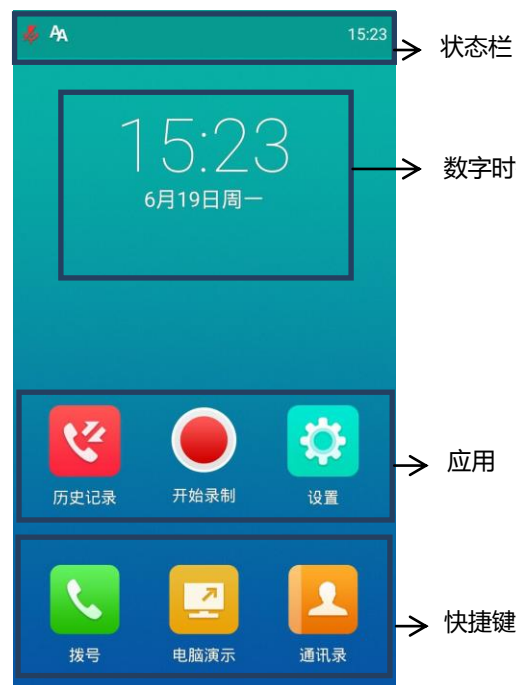 AA 15:23
状态栏
15:23
数字时
6月19日周一
历史记录 开始录制 设置
应用
拨号 电脑演示 通讯录
快捷键